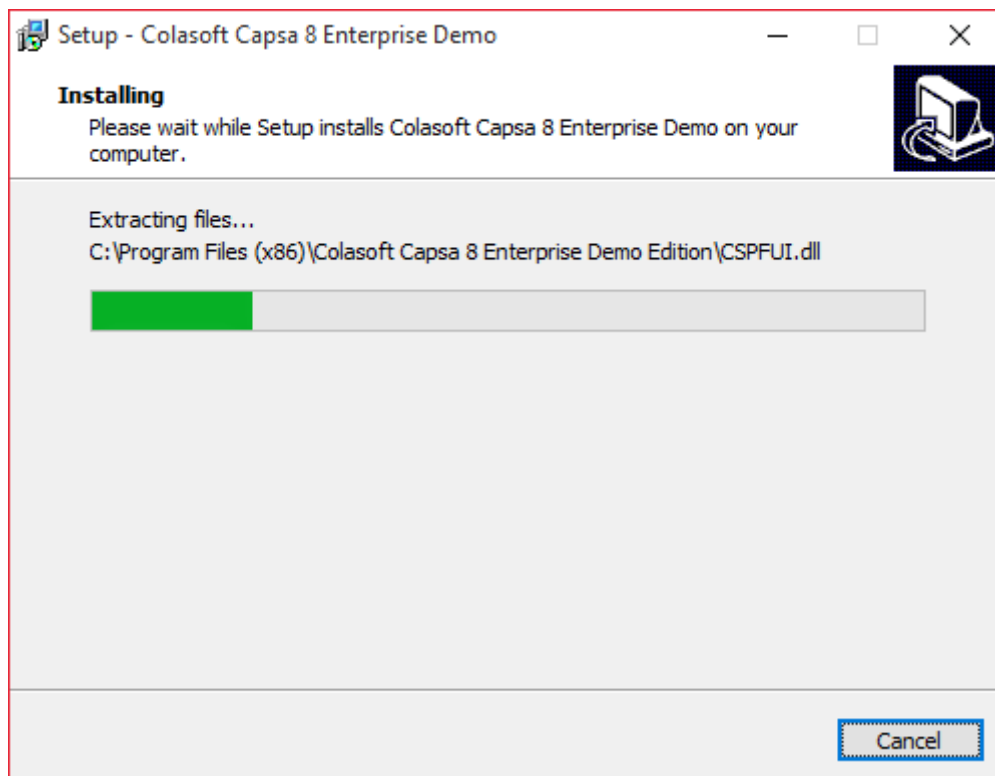 Setup - Colasoft Capsa 8 Enterprise Demo
Installing
Please wait while Setup installs Colasoft Capsa 8 Enterprise Demo on your
computer.
Extracting files...
C:\Program Files (x86)\Colasoft Capsa 8 Enterprise Demo Edition\CSPFUI.dll
Cancel